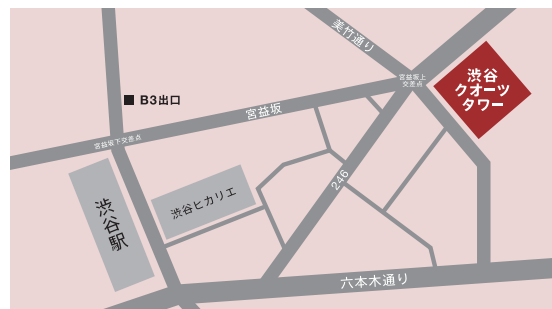 美竹通り
宮益坂上
交差点
渋谷
クオーツ
タワー
B3出口
宮益坂
宮益坂下交差点
渋谷ヒカリエ
246
渋谷駅
六本木通り